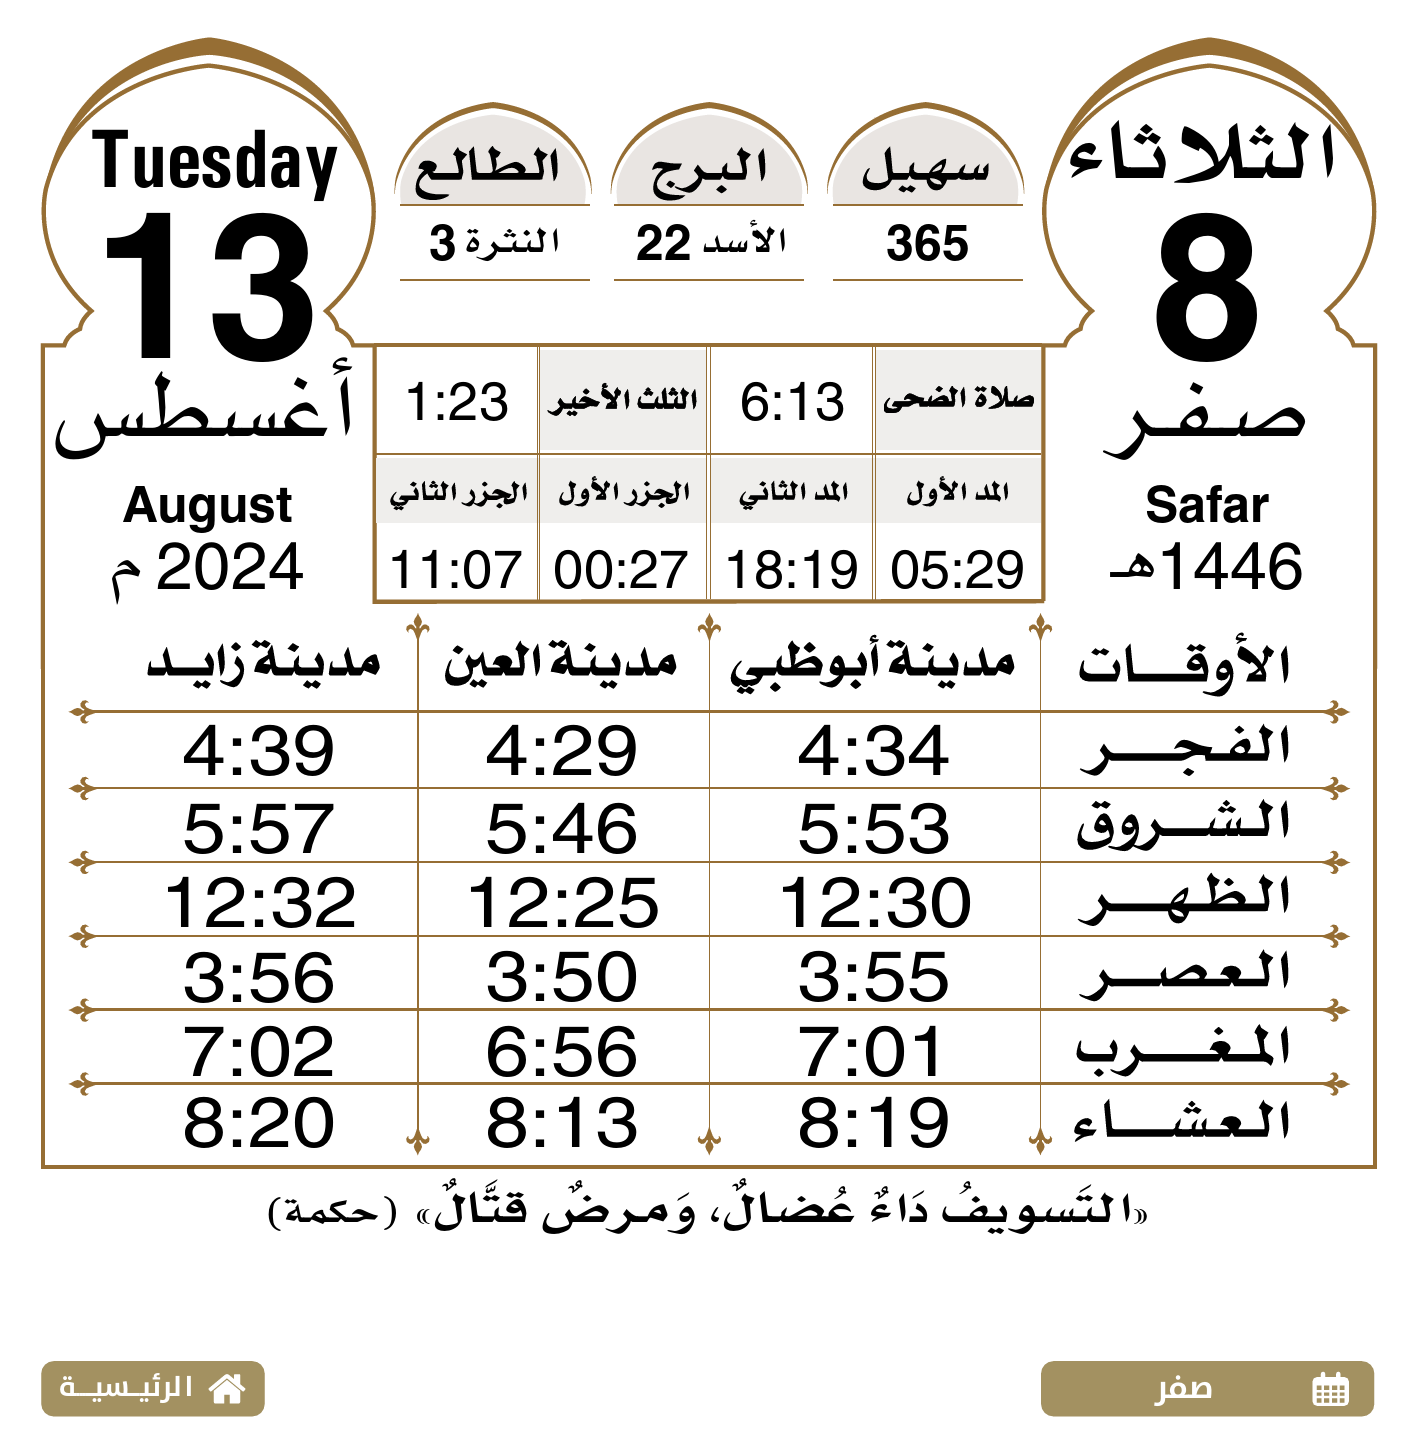 الثلاثاء
8
صفر
Safar
1446هـ
سهيل
365
البرج
الأسد 22
الطالع
النثرة 3
Tuesday
13
أغسطس
August
2024 م
صلاة الضحى 6:13 الثلث الأخير 1:23
المد الأول المد الثاني الجزر الأول الجزر الثاني
05:29 18:19 00:27 11:07
الأوقات مدينة أبوظبي مدينة العين مدينة زايد
الفجر 4:34 4:29 4:39
الشروق 5:53 5:46 5:57
الظهر 12:30 12:25 12:32
العصر 3:55 3:50 3:56
المغرب 7:01 6:56 7:02
العشاء 8:19 8:13 8:20
«التَسويفُ دَاءٌ عُضالٌ، وَمرضٌ قتَّالٌ» (حكمة)
صفر
الرئيسية